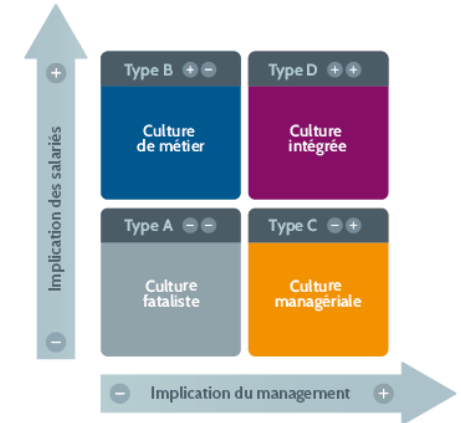 Implication des salariés
+
−
Type B + −
Culture
de métier
Type D + +
Culture
intégrée
Type A − −
Culture
fataliste
Type C − +
Culture
managériale
− Implication du management +